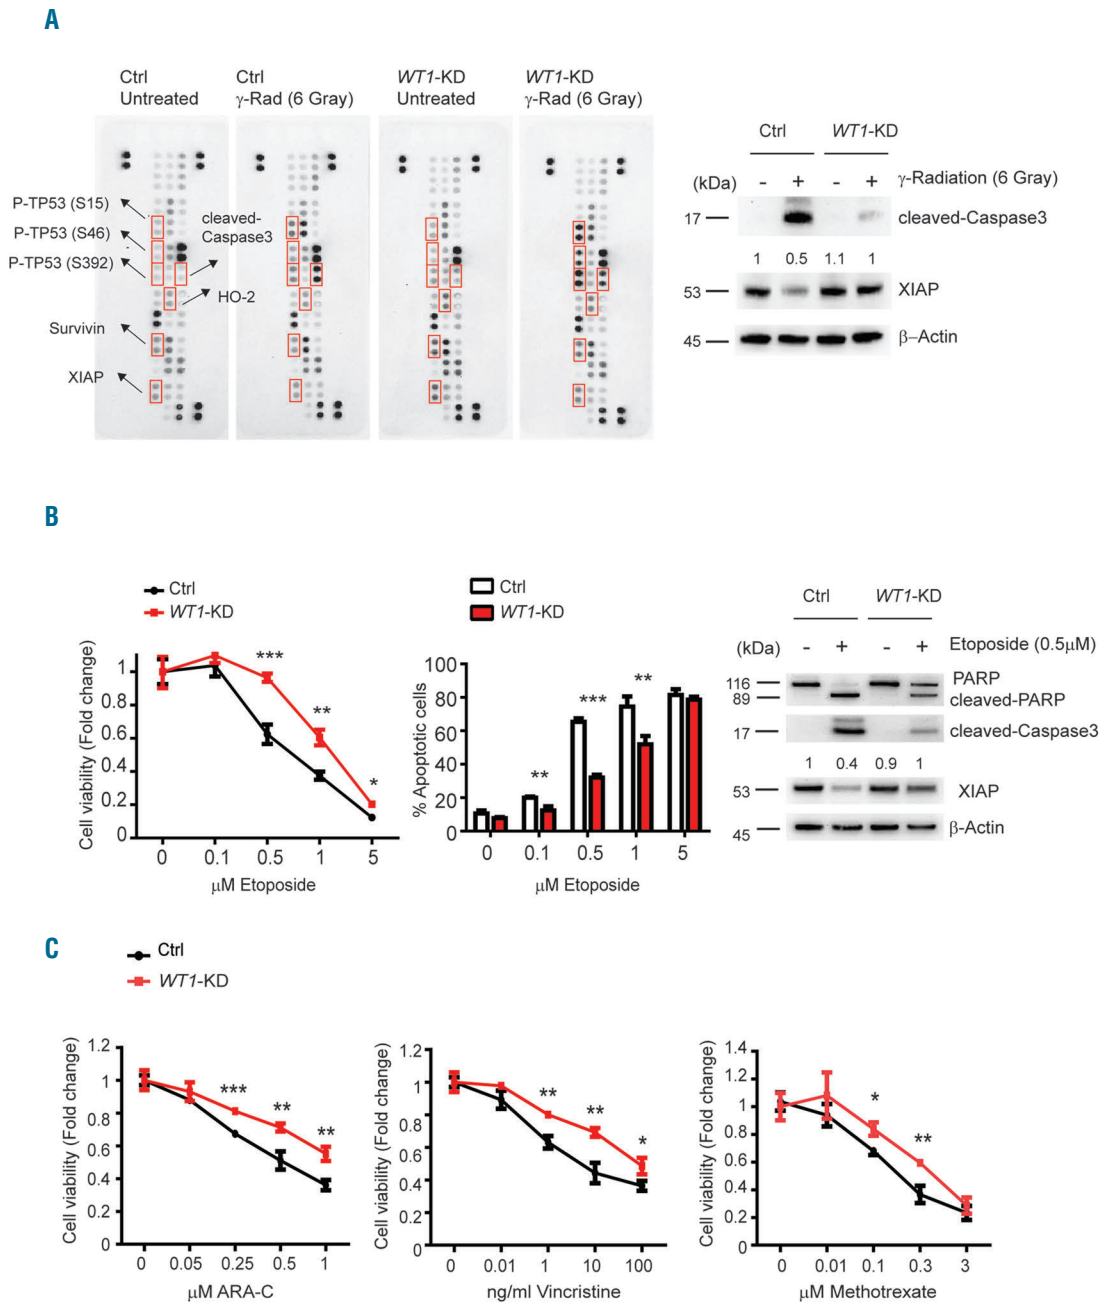 A
Ctrl
Untreated
Ctrl
γ-Rad (6 Gray)
WT1-KD
Untreated
WT1-KD
γ-Rad (6 Gray)
P-TP53 (S15)
P-TP53 (S46)
P-TP53 (S392)
Survivin
XIAP
cleaved-
Caspase3
HO-2
Ctrl WT1-KD
(kDa) - + - + γ-Radiation (6 Gray)
17 cleaved-Caspase3
1 0.5 1.1 1
53 XIAP
45 β-Actin
B
Ctrl
WT1-KD
Cell viability (Fold change)
1
0.8
0.6
0.4
0.2
0
0 0.1 0.5 1 5
μM Etoposide
***
**
*
Ctrl
WT1-KD
% Apoptotic cells
100
80
60
40
20
0
0 0.1 0.5 1 5
μM Etoposide
**
***
**
Ctrl WT1-KD
(kDa) - + - + Etoposide (0.5μM)
116 PARP
89 cleaved-PARP
17 cleaved-Caspase3
1 0.4 0.9 1
53 XIAP
45 β-Actin
C
Ctrl
WT1-KD
Cell viability (Fold change)
1.2
1
0.8
0.6
0.4
0.2
0
0 0.05 0.25 0.5 1
μM ARA-C
***
**
**
Cell viability (Fold change)
1.2
1
0.8
0.6
0.4
0.2
0
0 0.01 1 10 100
ng/ml Vincristine
**
**
*
Cell viability (Fold change)
1.4
1.2
1
0.8
0.6
0.4
0.2
0
0 0.01 0.1 0.3 3
μM Methotrexate
*
**